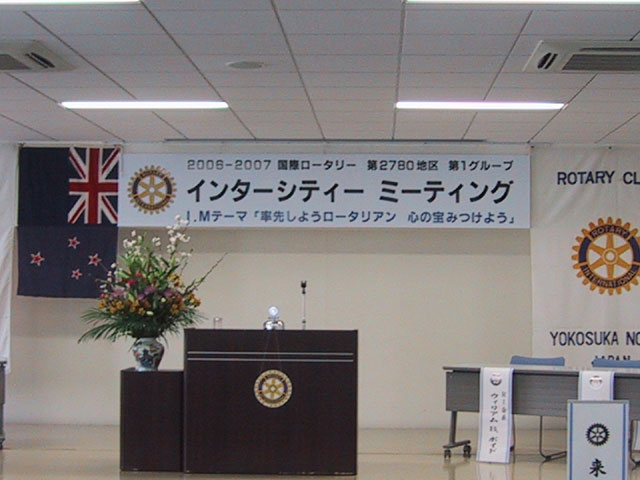 2006-2007 国際ロータリー 第2780地区 第1グループ
インターシティー ミーティング
I.Mテーマ「率先しようロータリアン 心の宝みつけよう」
ROTARY CL
ROTARY
INTERNATIONAL
YOKOSUKA NO
JAPAN
ウィリアムB.ボイド
来